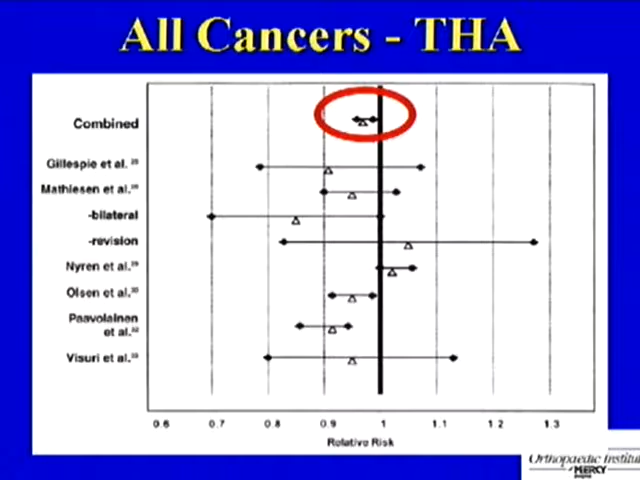 All Cancers - THA
Combined
Gillespie et al.
Mathiesen et al.
-bilateral
-revision
Nyren et al.
Olsen et al.
Paavolainen
et al.
Visuri et al.
0.6 0.7 0.8 0.9 1 1.1 1.2 1.3
Relative Risk
Orthopaedic Institut
MERCY